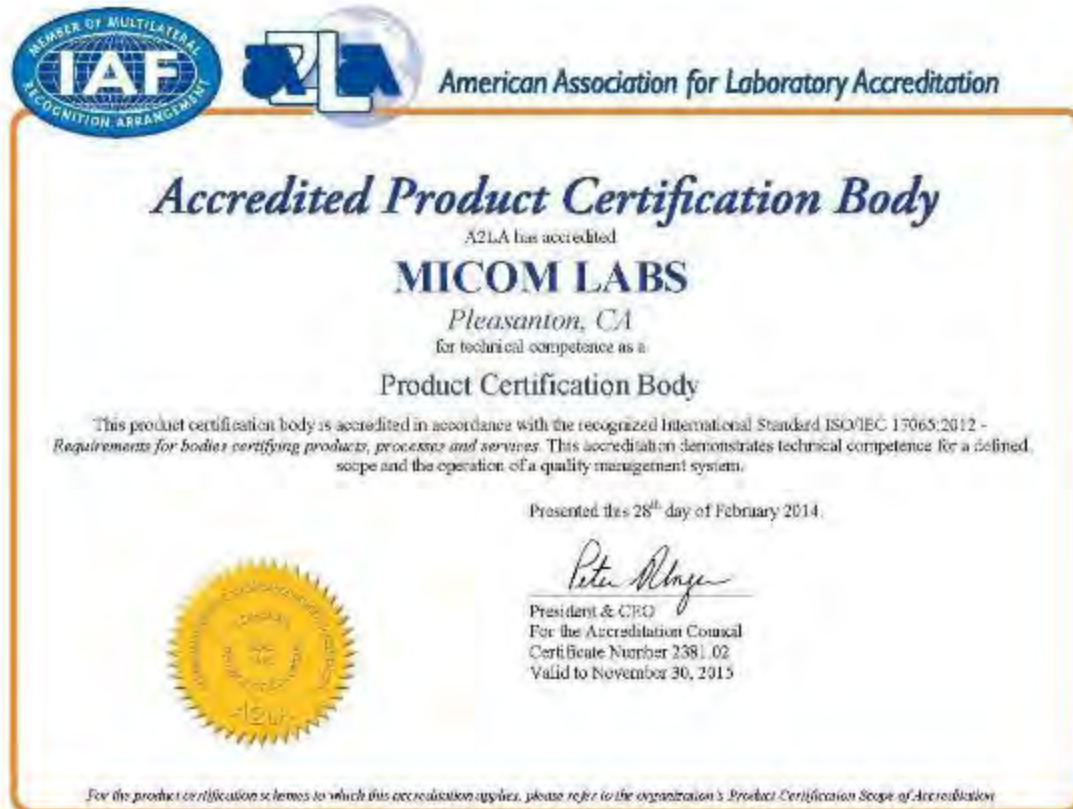 MEMBER OF MULTILATERAL
IAF
RECOGNITION ARRANGEMENT
A2LA
American Association for Laboratory Accreditation
Accredited Product Certification Body
A2LA has accredited
MICOM LABS
Pleasanton, CA
for technical competence as a
Product Certification Body
This product certification body is accredited in accordance with the recognized International Standard ISO/IEC 17065:2012 -
Requirements for bodies certifying products, processes and services. This accreditation demonstrates technical competence for a defined
scope and the operation of a quality management system.
Presented this 28th day of February 2014.
President & CEO
For the Accreditation Council
Certificate Number 2381.02
Valid to November 30, 2015
A2LA
For the product certification schemes to which this accreditation applies, please refer to the organization's Product Certification Scope of Accreditation